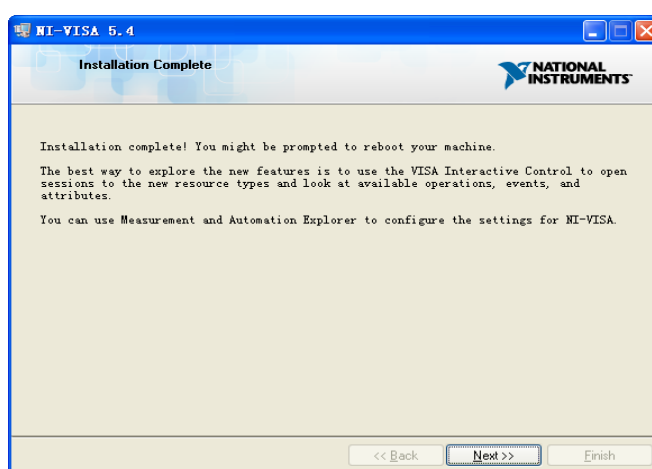 NI-VISA 5.4
Installation Complete
NATIONAL
INSTRUMENTS
Installation complete! You might be prompted to reboot your machine.
The best way to explore the new features is to use the VISA Interactive Control to open
sessions to the new resource types and look at available operations, events, and
attributes.
You can use Measurement and Automation Explorer to configure the settings for NI-VISA.
<< Back
Next >>
Finish